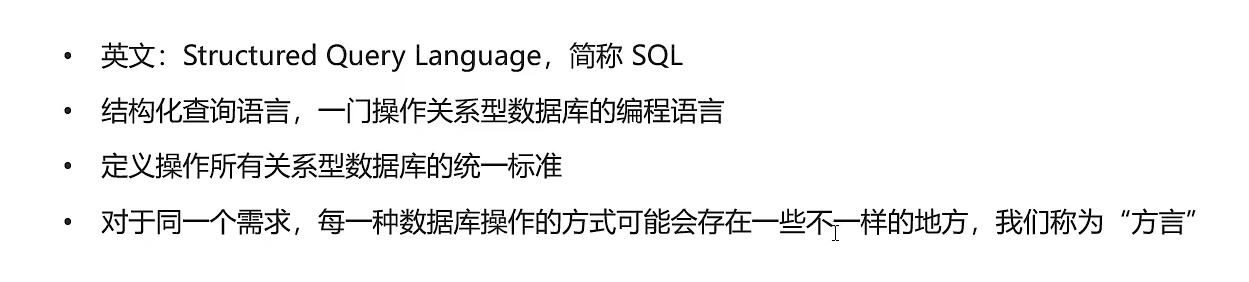 • 英文：Structured Query Language，简称 SQL
• 结构化查询语言，一门操作关系型数据库的编程语言
• 定义操作所有关系型数据库的统一标准
• 对于同一个需求，每一种数据库操作的方式可能会存在一些不一样的地方，我们称为“方言”